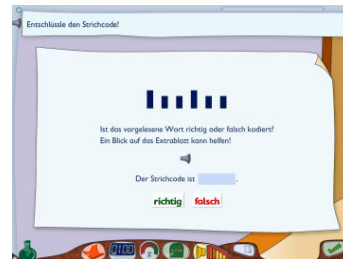 Entschlüssle den Strichcode!
Ist das vorgelesene Wort richtig oder falsch kodiert?
Ein Blick auf das Extrablatt kann helfen!
Der Strichcode ist .
richtig falsch
0100